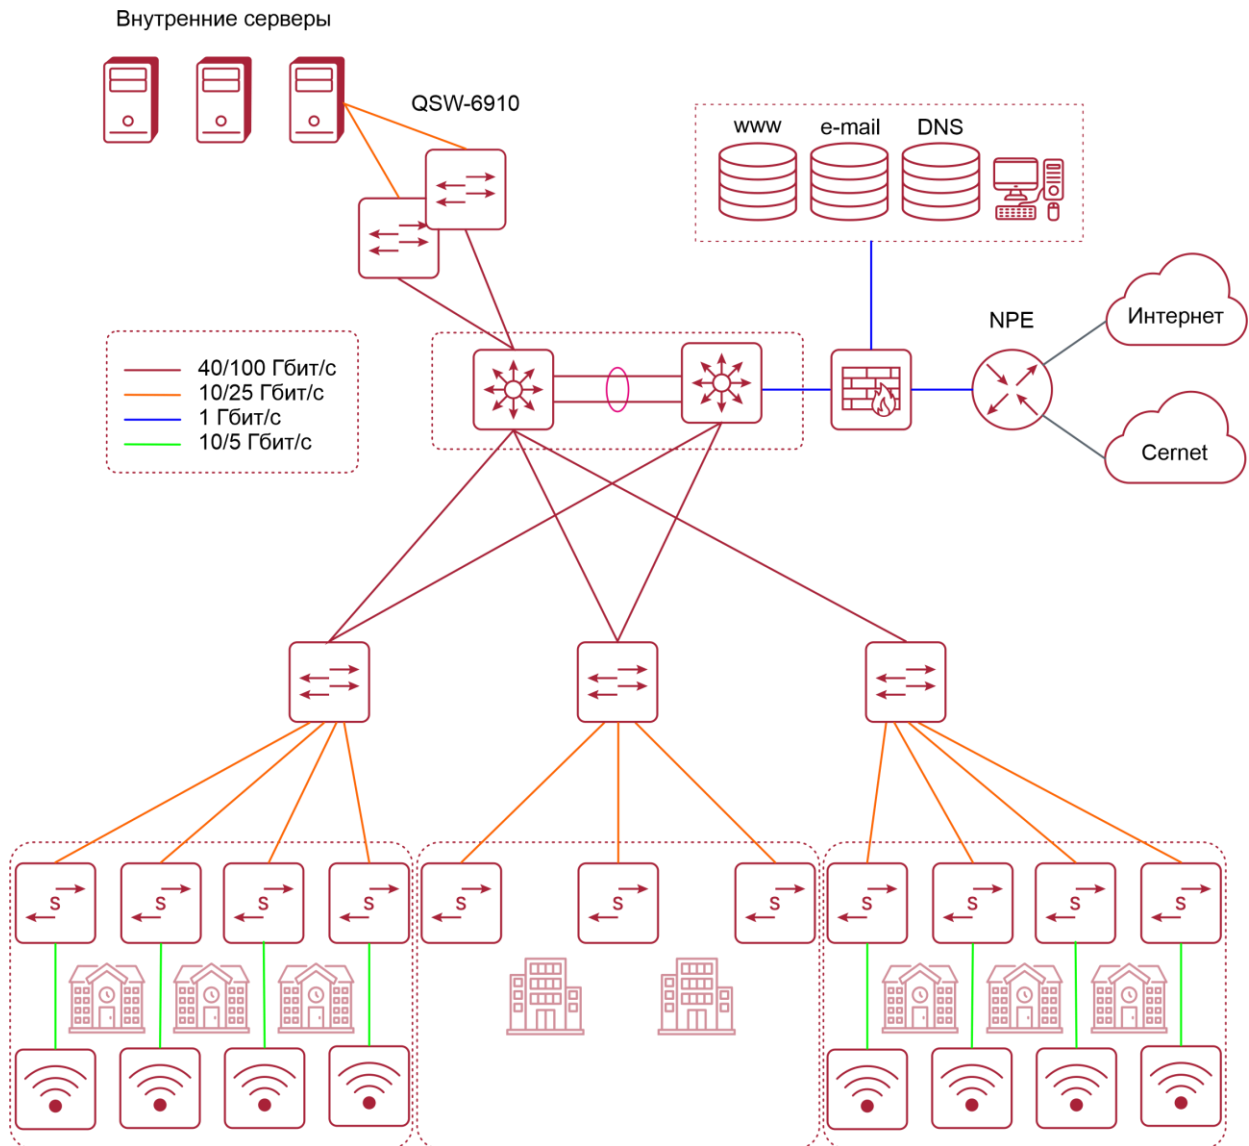 Внутренние серверы
QSW-6910
www
e-mail
DNS
NPE
Интернет
Cernet
40/100 Гбит/с
10/25 Гбит/с
1 Гбит/с
10/5 Гбит/с
S
S
S
S
S
S
S
S
S
S
S